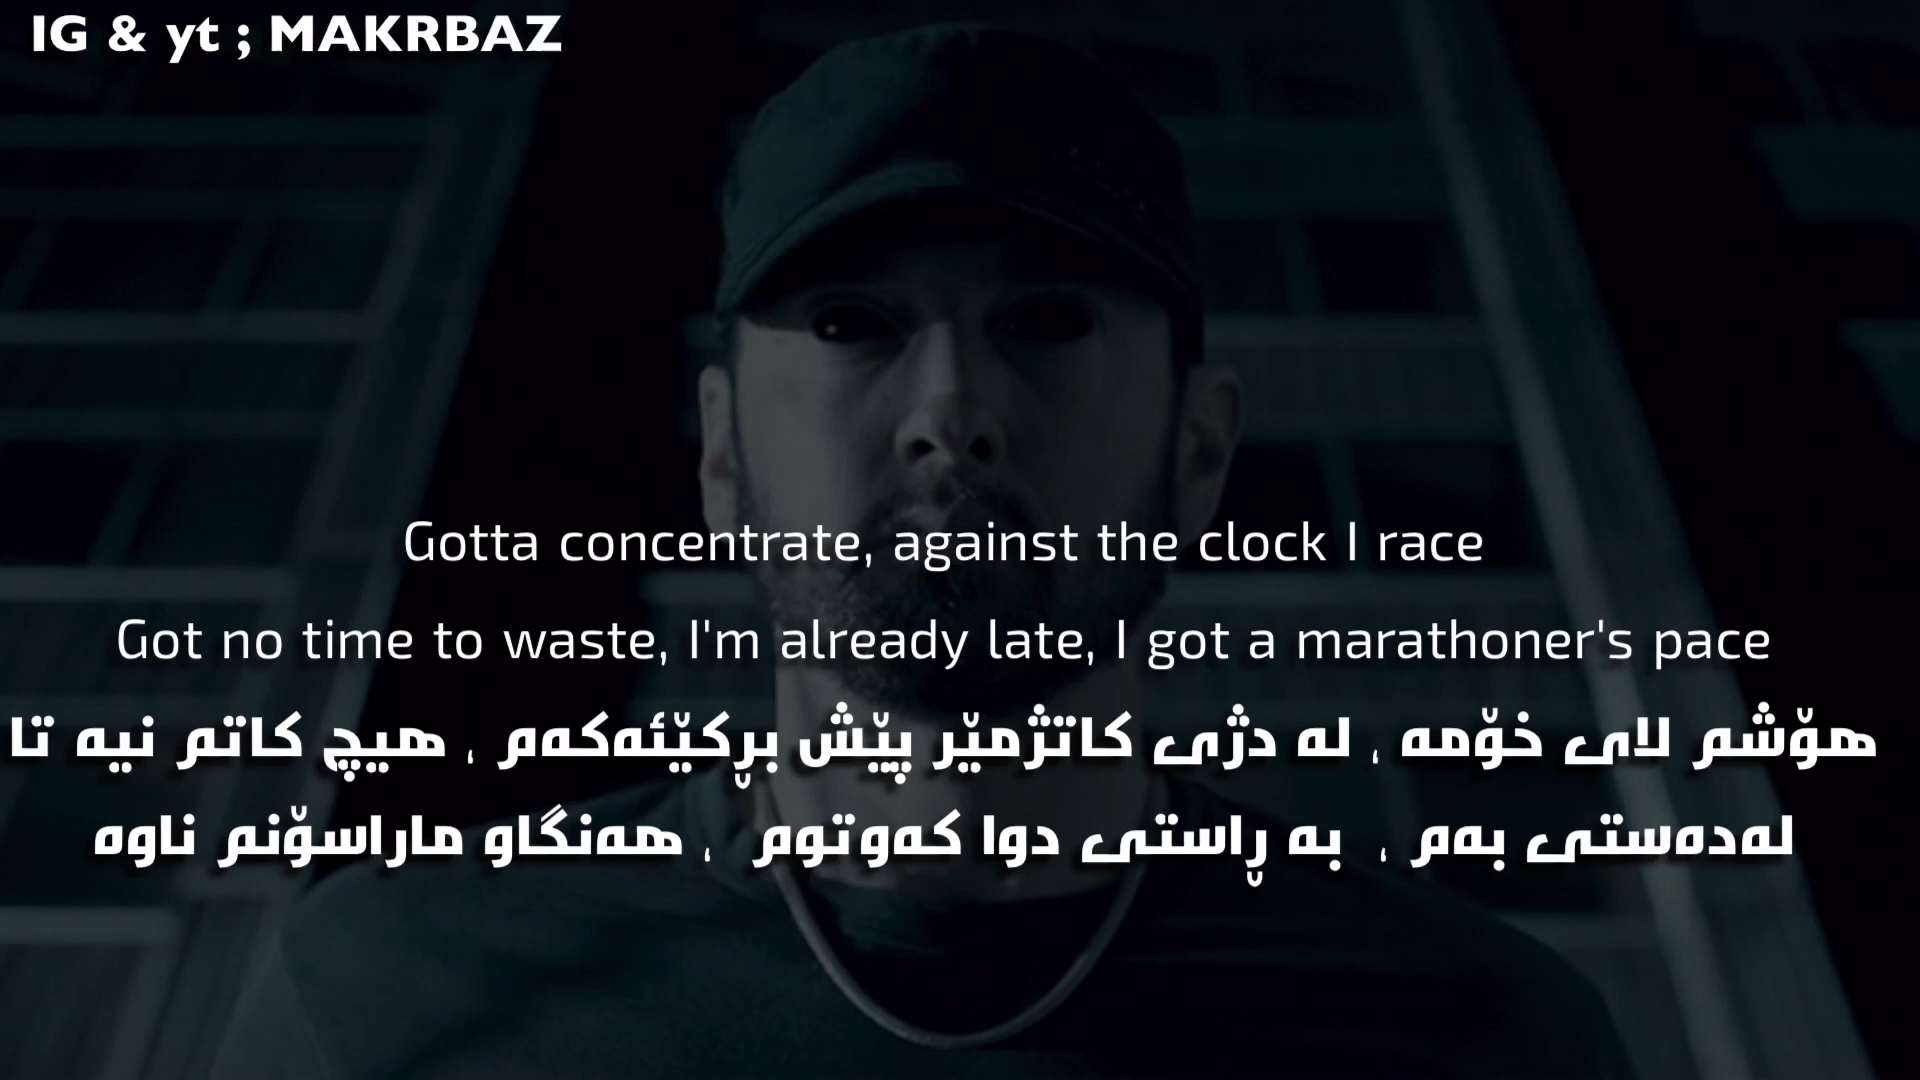 IG & yt ; MAKRBAZ
Gotta concentrate, against the clock I race
Got no time to waste, I'm already late, I got a marathoner's pace
هۆشم لای خۆمە ، لە دژی کاتژمێر پێش بڕکێئەکەم ، هیچ کاتم نیە تا
لەدەستی بەم ، بە ڕاستی دوا کەوتوم ، هەنگاو ماراسۆنم ناوە